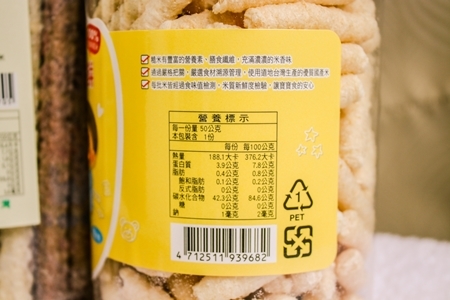 糙米有豐富的營養素、膳食纖維，充滿濃濃的米香味
通過嚴格把關、嚴選食材溯源管理，使用道地台灣生產的優質國產米
每批米皆經過食味值檢測、米質新鮮度檢驗，讓寶寶食的安心
營養標示
每一份量 50公克
本包裝含 1份
每份 每100公克
熱量 188.1大卡 376.2大卡
蛋白質 3.9公克 7.8公克
脂肪 0.4公克 0.8公克
飽和脂肪 0.1公克 0.2公克
反式脂肪 0公克 0公克
碳水化合物 42.3公克 84.6公克
糖 0公克 0公克
鈉 1毫克 2毫克
1
PET
4 712511 939682